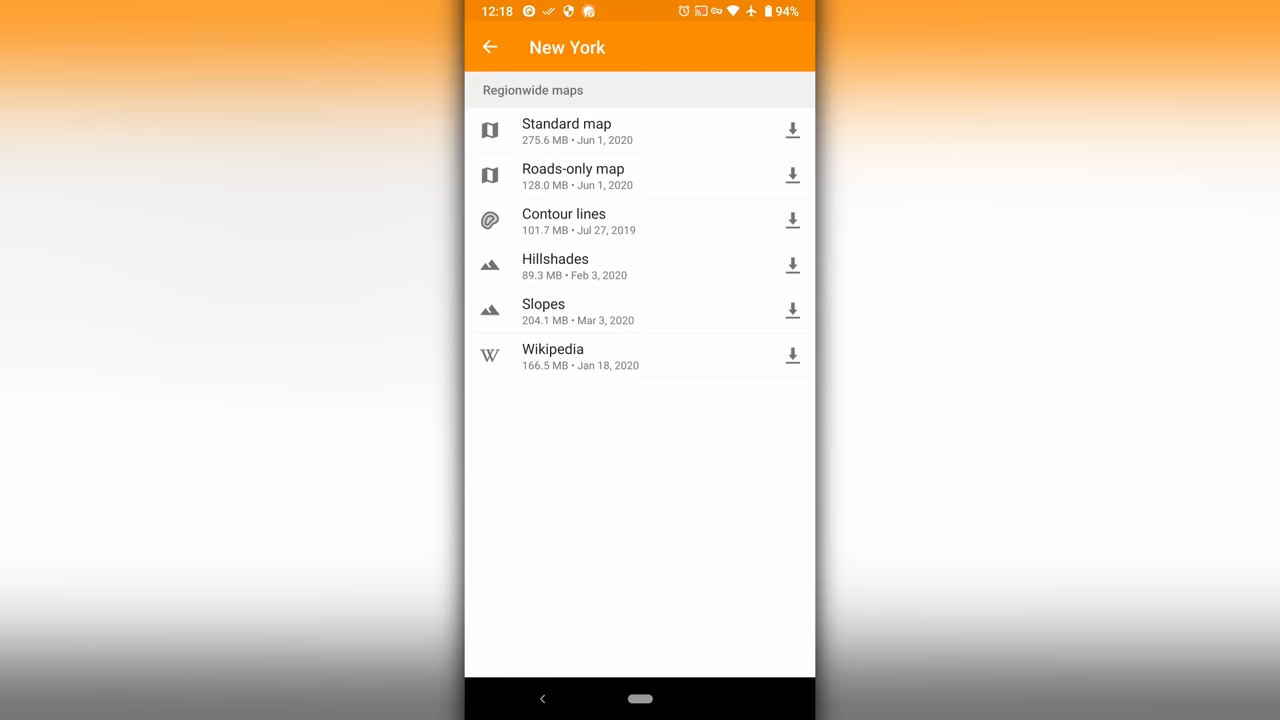 12:18 94%
New York
Regionwide maps
Standard map
275.6 MB • Jun 1, 2020
Roads-only map
128.0 MB • Jun 1, 2020
Contour lines
101.7 MB • Jul 27, 2019
Hillshades
89.3 MB • Feb 3, 2020
Slopes
204.1 MB • Mar 3, 2020
Wikipedia
166.5 MB • Jan 18, 2020